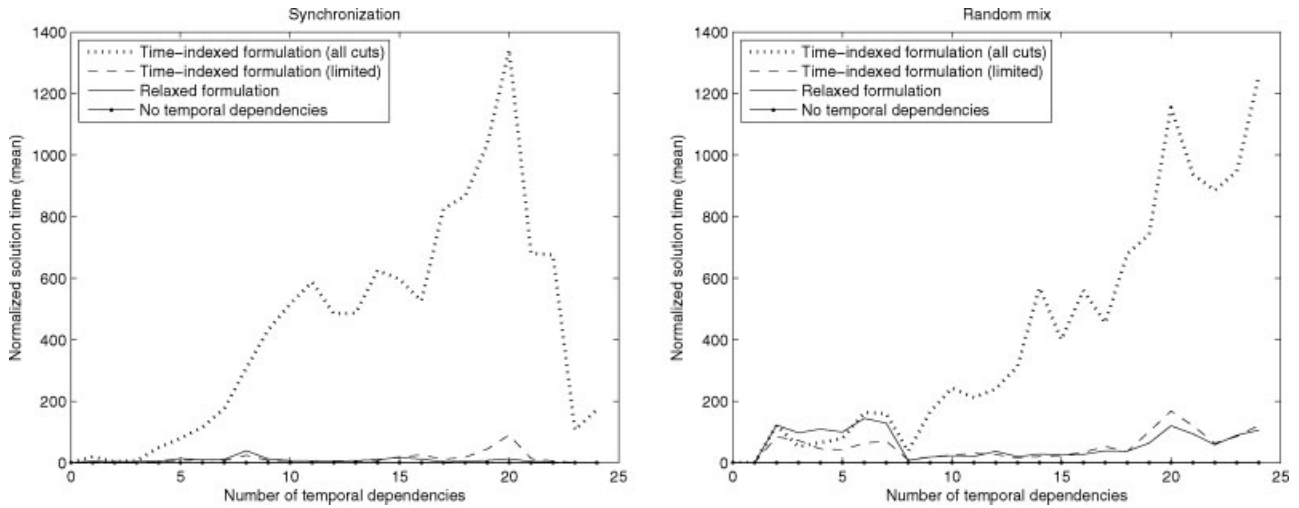 Synchronization
Normalized solution time (mean)
1400
1200
1000
800
600
400
200
0
Time-indexed formulation (all cuts)
Time-indexed formulation (limited)
Relaxed formulation
No temporal dependencies
0 5 10 15 20 25
Number of temporal dependencies
Random mix
Normalized solution time (mean)
1400
1200
1000
800
600
400
200
0
Time-indexed formulation (all cuts)
Time-indexed formulation (limited)
Relaxed formulation
No temporal dependencies
0 5 10 15 20 25
Number of temporal dependencies